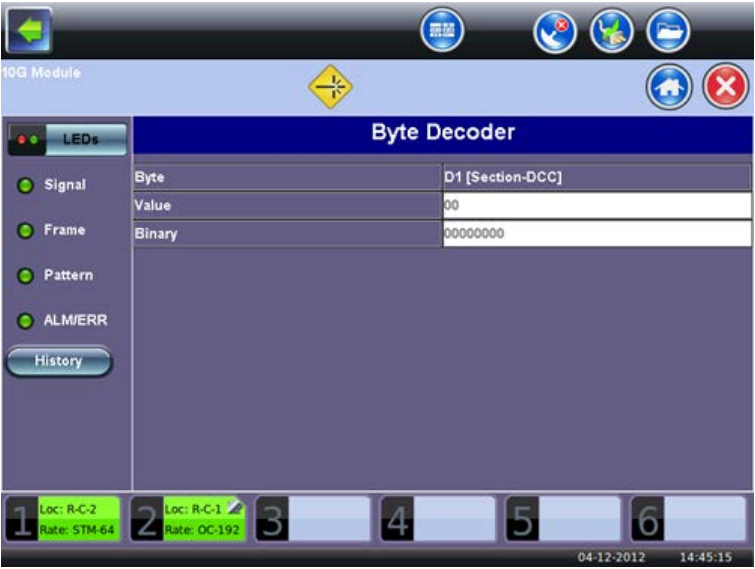 10G Module
LEDs
Byte Decoder
Signal
Byte D1 [Section-DCC]
Value 00
Frame
Binary 00000000
Pattern
ALM/ERR
History
1 Loc: R-C-2
Rate: STM-64
2 Loc: R-C-1
Rate: OC-192
3
4
5
6
04-12-2012 14:45:15